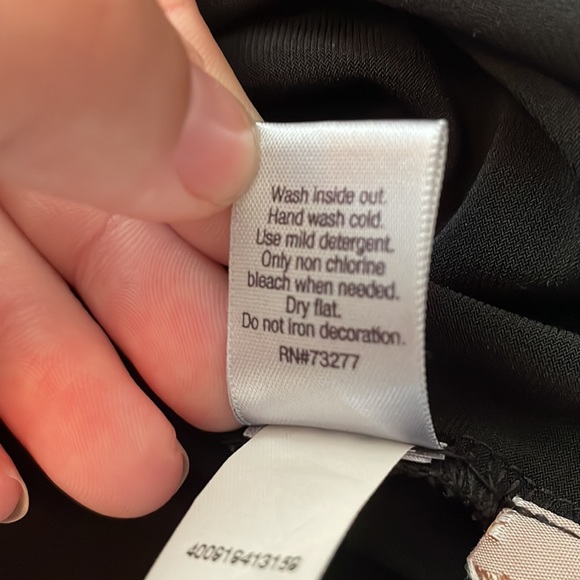 Wash inside out.
Hand wash cold.
Use mild detergent.
Only non chlorine
bleach when needed.
Dry flat.
Do not iron decoration.
RN#73277
400919413159